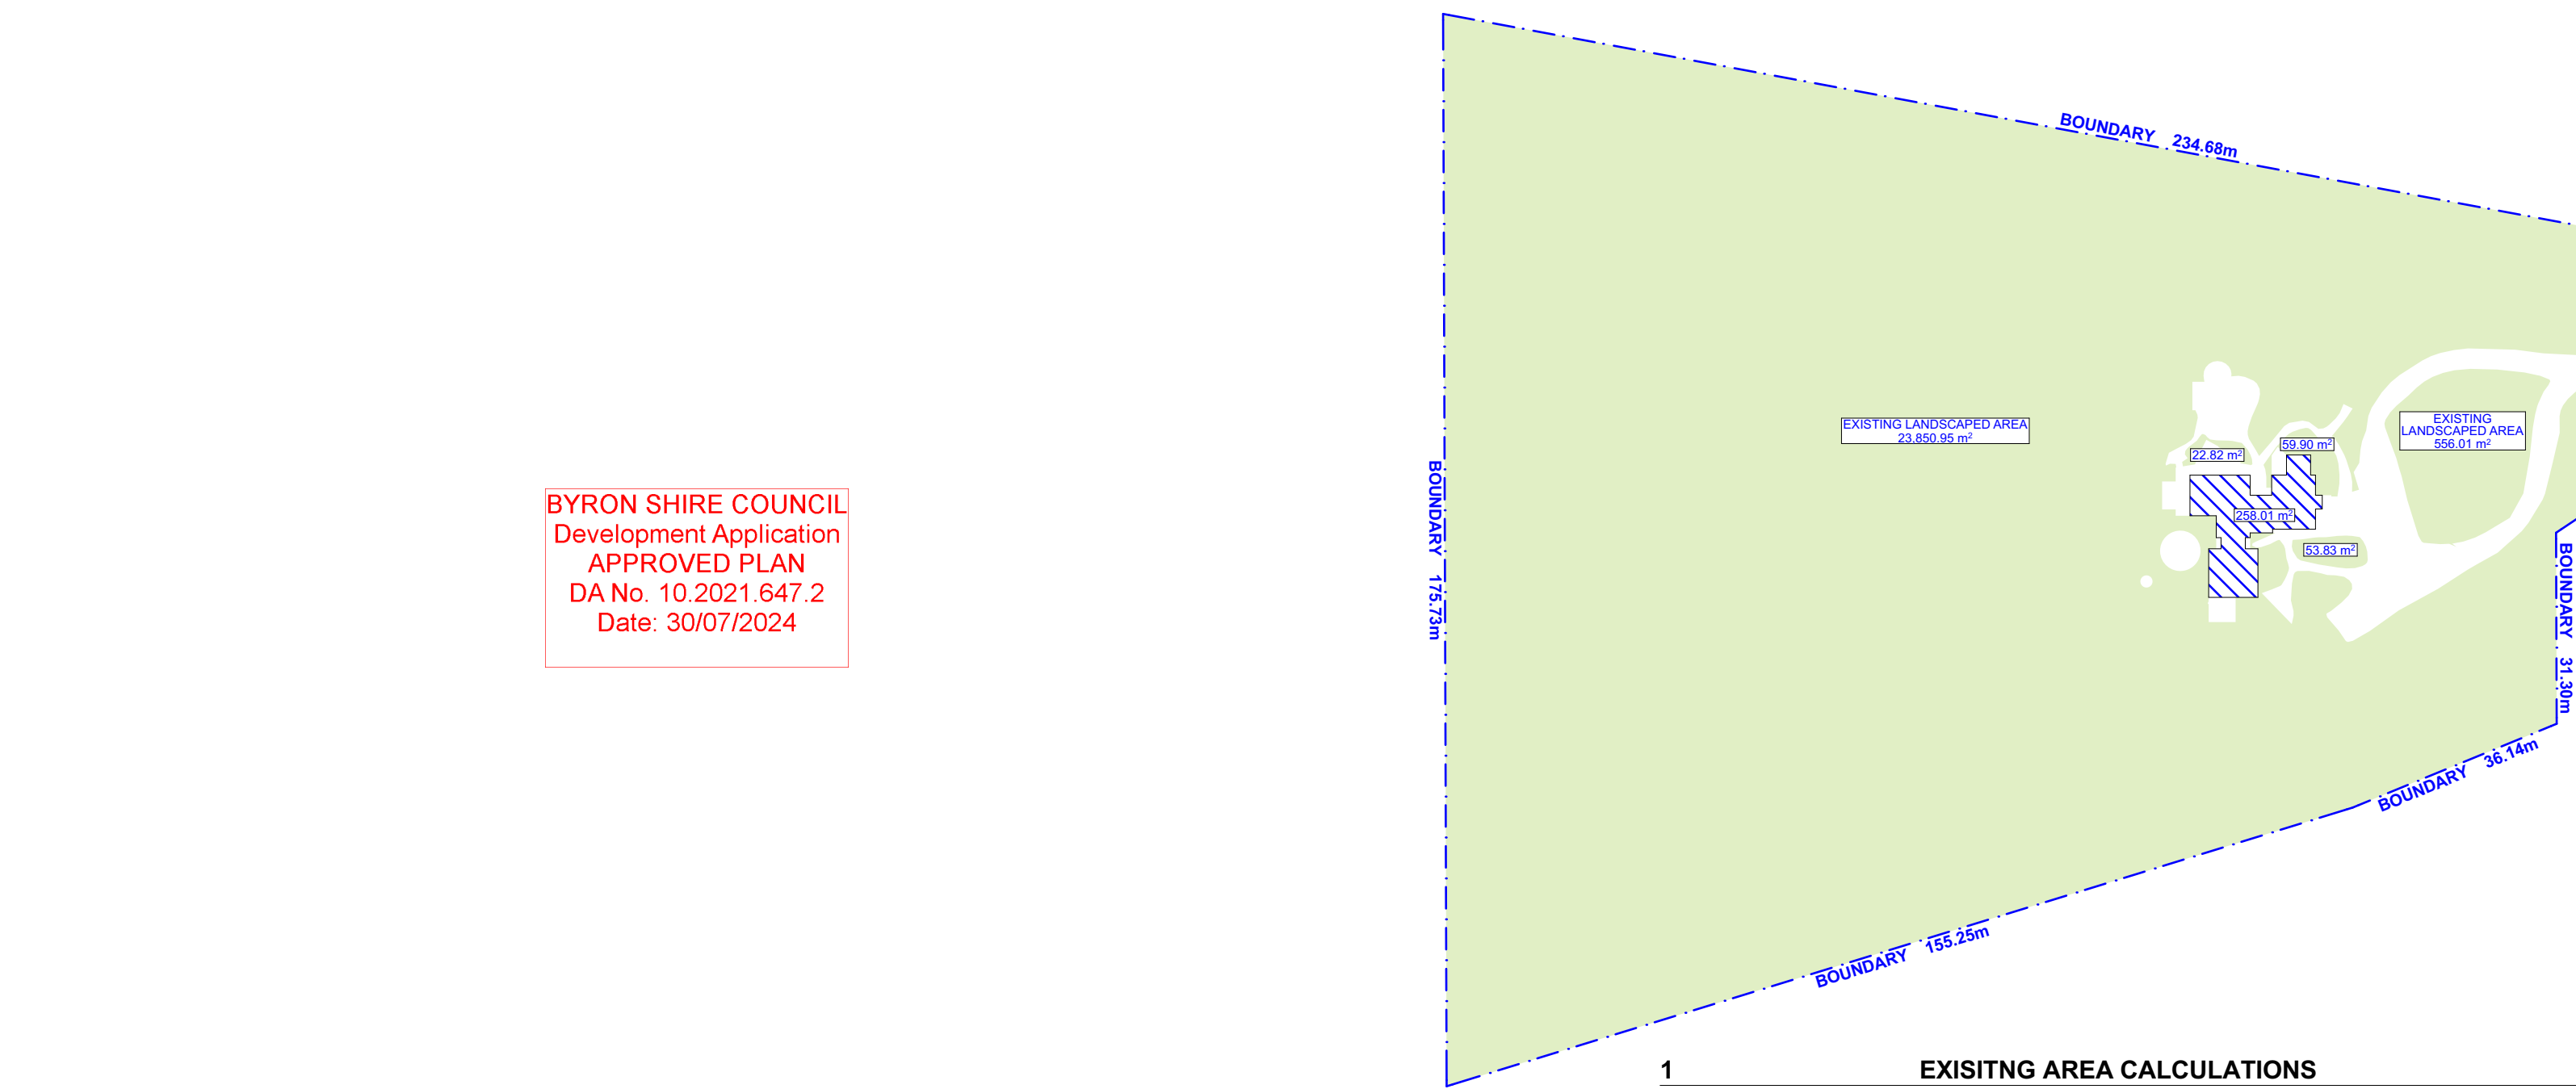 BOUNDARY 234.68m
EXISTING LANDSCAPED AREA
23,850.95 m²
EXISTING
LANDSCAPED AREA
556.01 m²
59.90 m²
22.82 m²
258.01 m²
53.83 m²
BOUNDARY 175.73m
BOUNDARY 31.30m
BYRON SHIRE COUNCIL
Development Application
APPROVED PLAN
DA No. 10.2021.647.2
Date: 30/07/2024
BOUNDARY 36.14m
BOUNDARY 155.25m
1 EXISITNG AREA CALCULATIONS